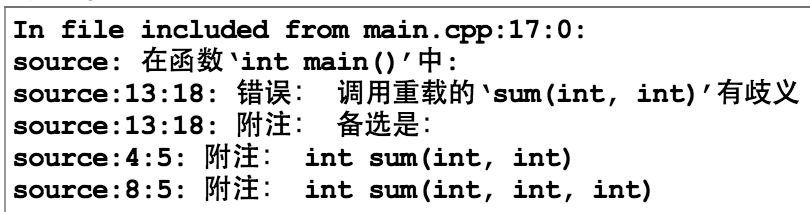 In file included from main.cpp:17:0:
source: 在函数‘int main()’中:
source:13:18: 错误： 调用重载的‘sum(int, int)’有歧义
source:13:18: 附注： 备选是:
source:4:5: 附注： int sum(int, int)
source:8:5: 附注： int sum(int, int, int)